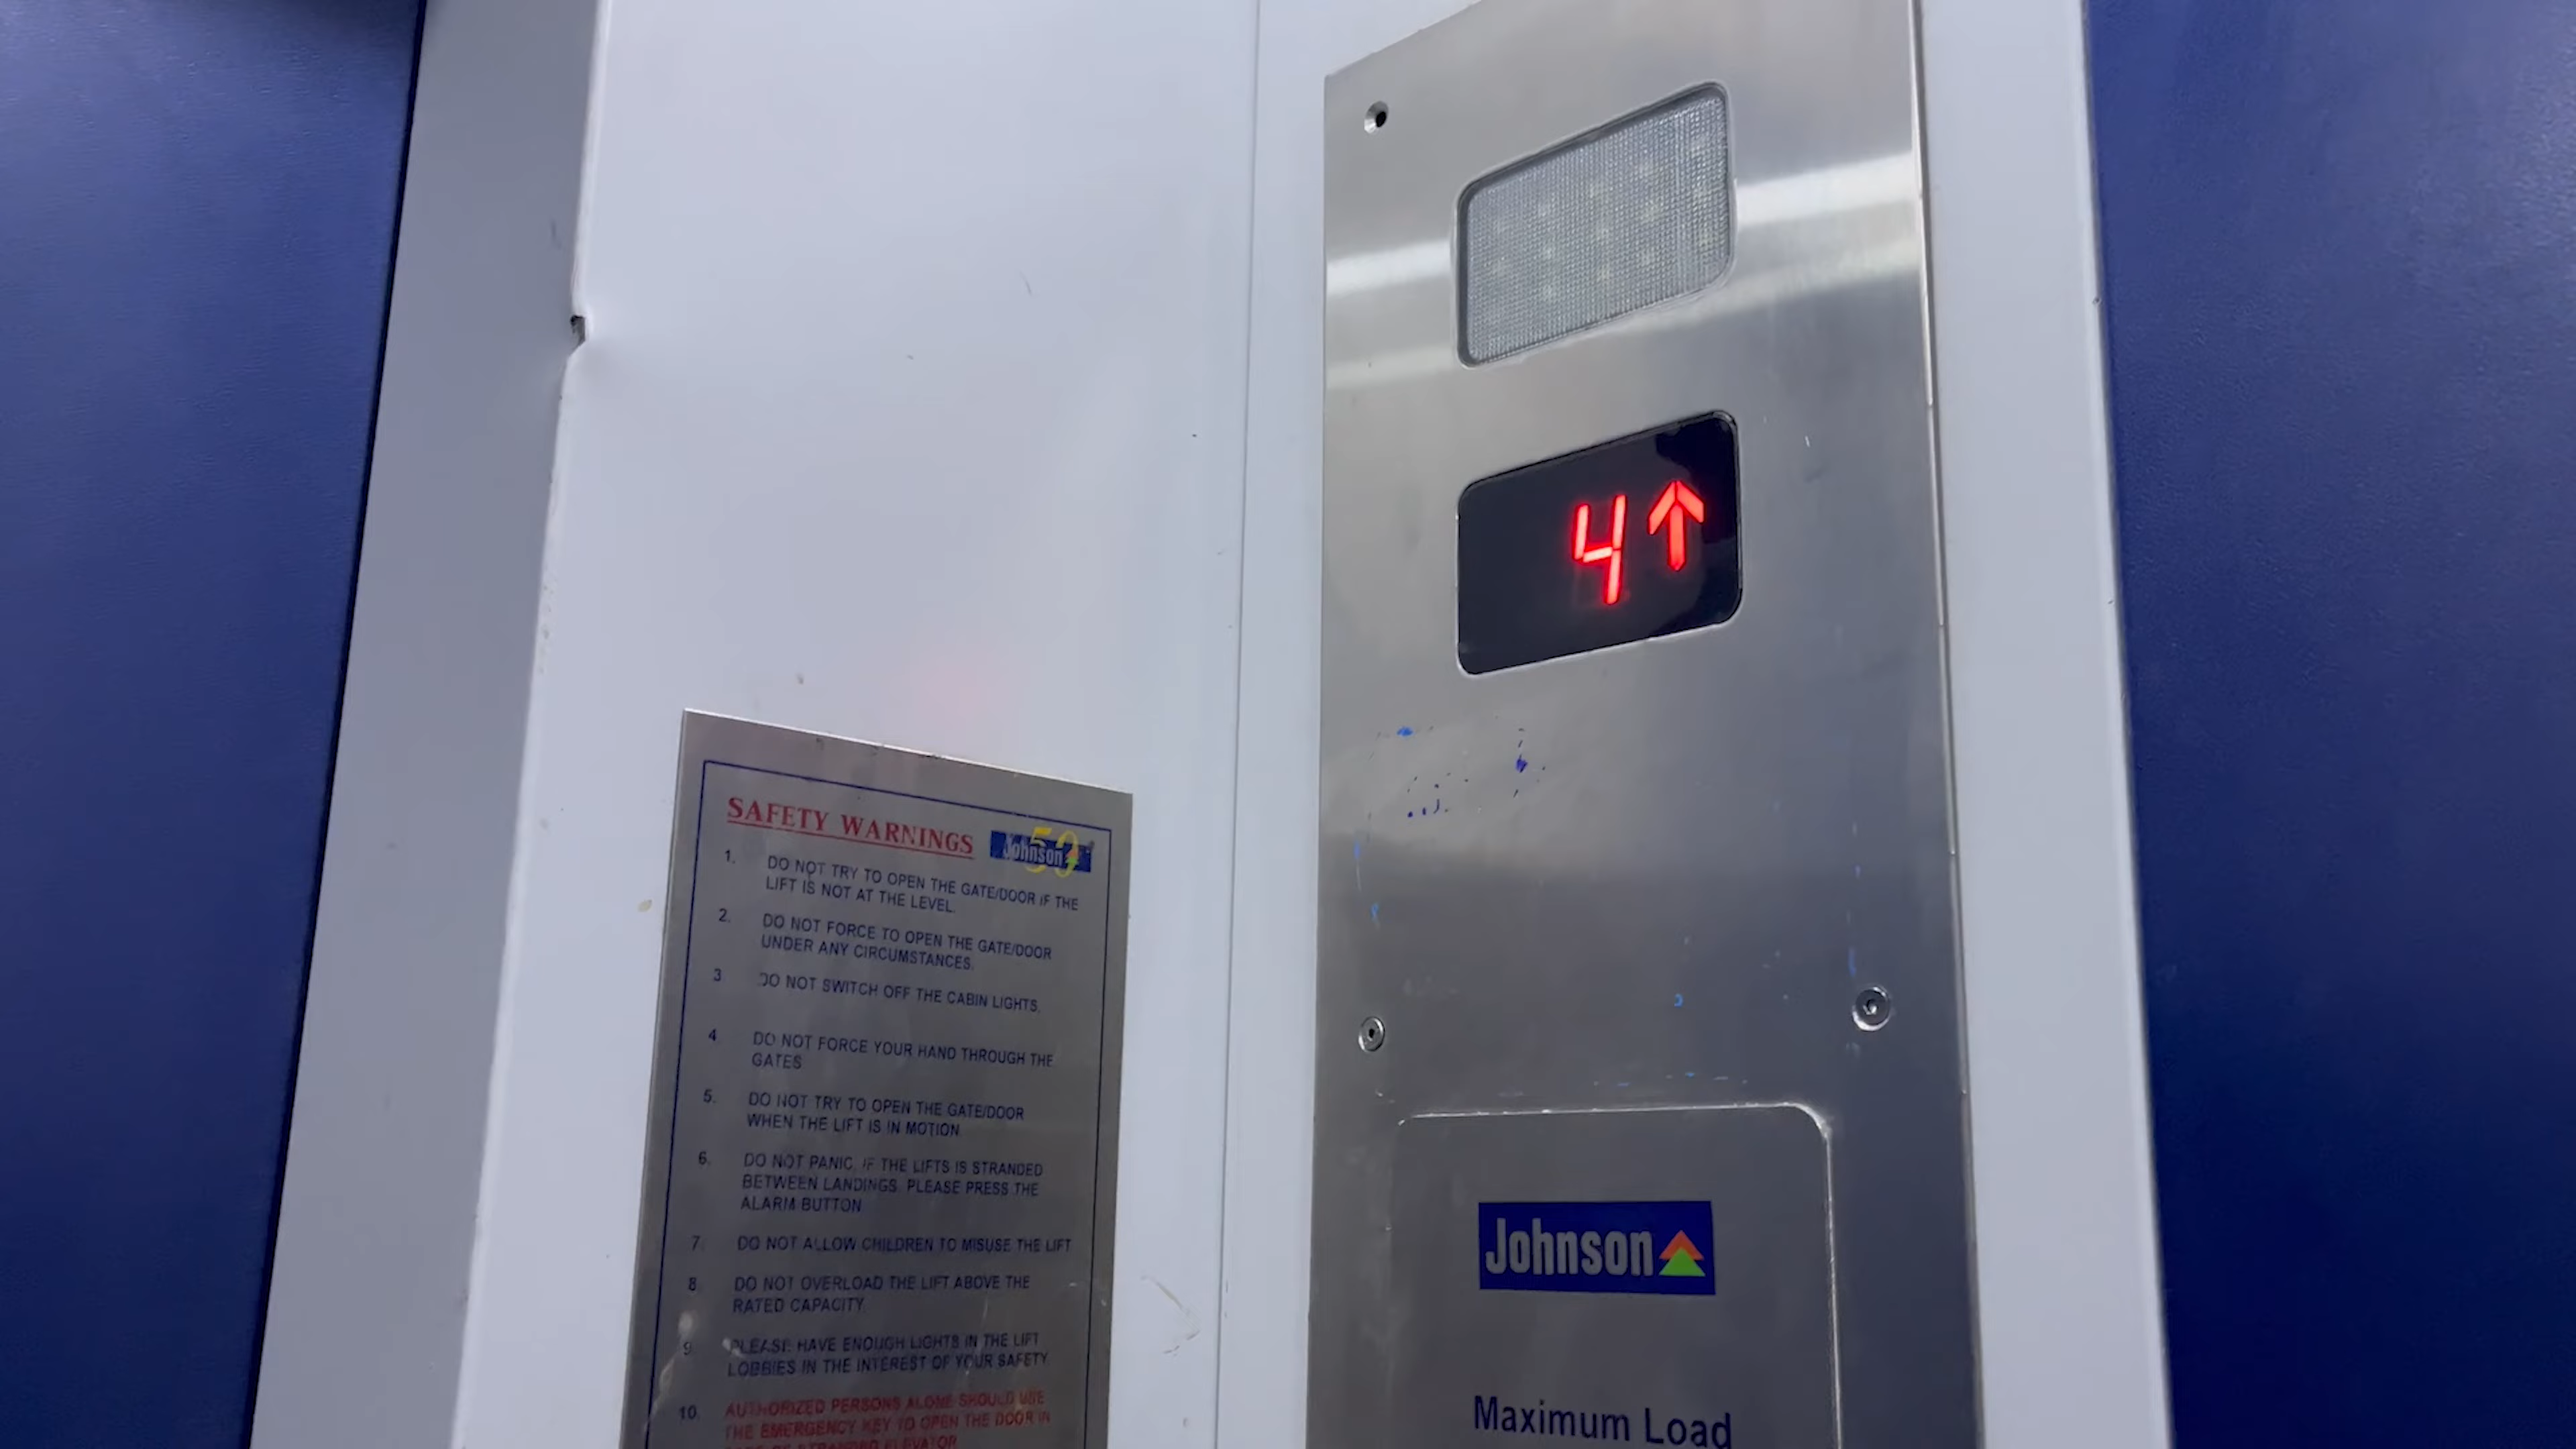 SAFETY WARNINGS
Johnson 50
1. DO NOT TRY TO OPEN THE GATE/DOOR IF THE
LIFT IS NOT AT THE LEVEL.
2. DO NOT FORCE TO OPEN THE GATE/DOOR
UNDER ANY CIRCUMSTANCES.
3 DO NOT SWITCH OFF THE CABIN LIGHTS.
4 DO NOT FORCE YOUR HAND THROUGH THE
GATES
5. DO NOT TRY TO OPEN THE GATE/DOOR
WHEN THE LIFT IS IN MOTION.
6. DO NOT PANIC, IF THE LIFTS IS STRANDED
BETWEEN LANDINGS. PLEASE PRESS THE
ALARM BUTTON
7. DO NOT ALLOW CHILDREN TO MISUSE THE LIFT
8. DO NOT OVERLOAD THE LIFT ABOVE THE
RATED CAPACITY
9 PLEASE HAVE ENOUGH LIGHTS IN THE LIFT
LOBBIES IN THE INTEREST OF YOUR SAFETY
10. AUTHORIZED PERSONS ALONE SHOULD USE
THE EMERGENCY KEY TO OPEN THE DOOR IN
STRANDED ELEVATOR
4↑
Johnson
Maximum Load